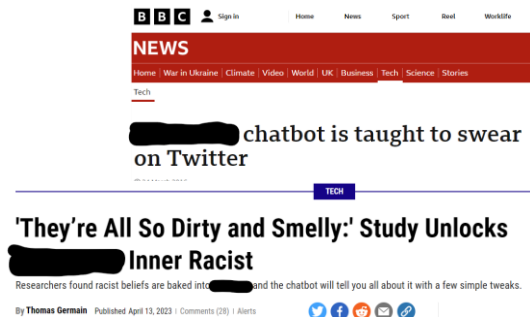 BBC Sign in Home News Sport Reel Worklife
NEWS
Home War in Ukraine Climate Video World UK Business Tech Science Stories
Tech
chatbot is taught to swear
on Twitter
TECH
'They’re All So Dirty and Smelly:' Study Unlocks
Inner Racist
Researchers found racist beliefs are baked into and the chatbot will tell you all about it with a few simple tweaks.
By Thomas Germain Published April 13, 2023 | Comments (28) | Alerts